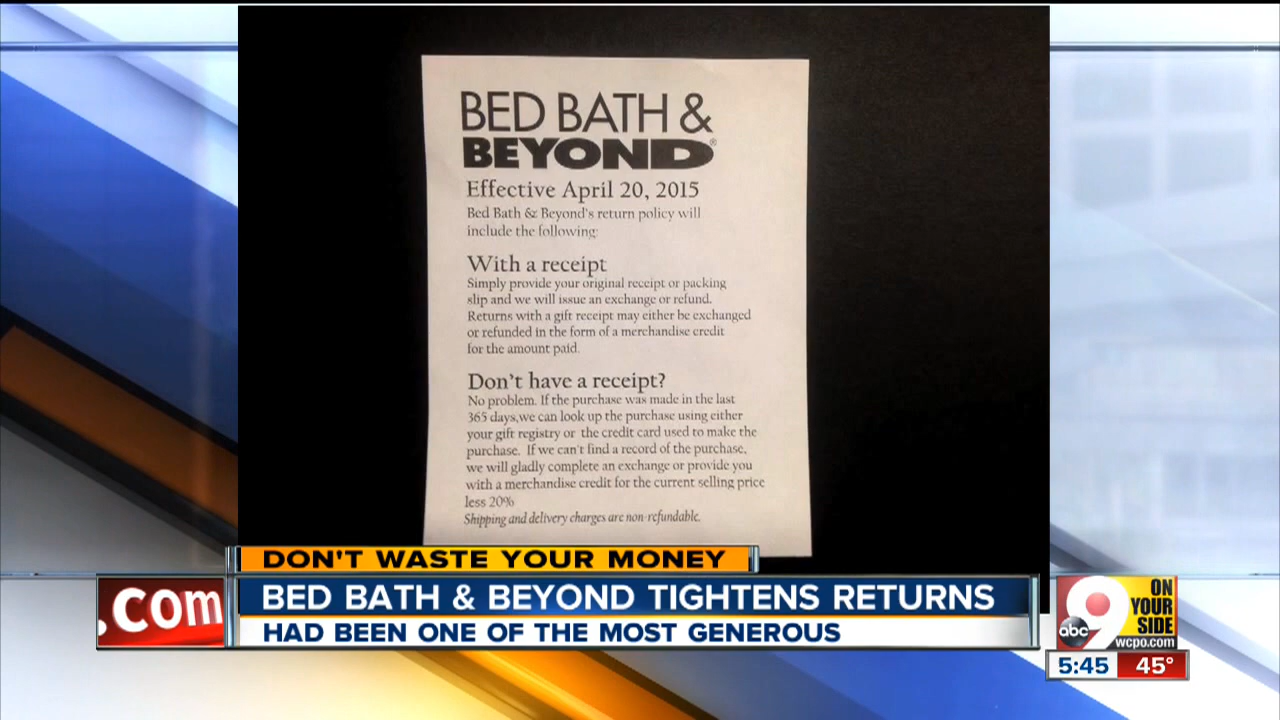 BED BATH &
BEYOND®
Effective April 20, 2015
Bed Bath & Beyond's return policy will
include the following:
With a receipt
Simply provide your original receipt or packing
slip and we will issue an exchange or refund.
Returns with a gift receipt may either be exchanged
or refunded in the form of a merchandise credit
for the amount paid.
Don't have a receipt?
No problem. If the purchase was made in the last
365 days,we can look up the purchase using either
your gift registry or the credit card used to make the
purchase. If we can't find a record of the purchase,
we will gladly complete an exchange or provide you
with a merchandise credit for the current selling price
less 20%
Shipping and delivery charges are non-refundable.
DON'T WASTE YOUR MONEY
BED BATH & BEYOND TIGHTENS RETURNS
HAD BEEN ONE OF THE MOST GENEROUS
.com
abc 9 ON
YOUR
SIDE
wcpo.com
5:45 45°